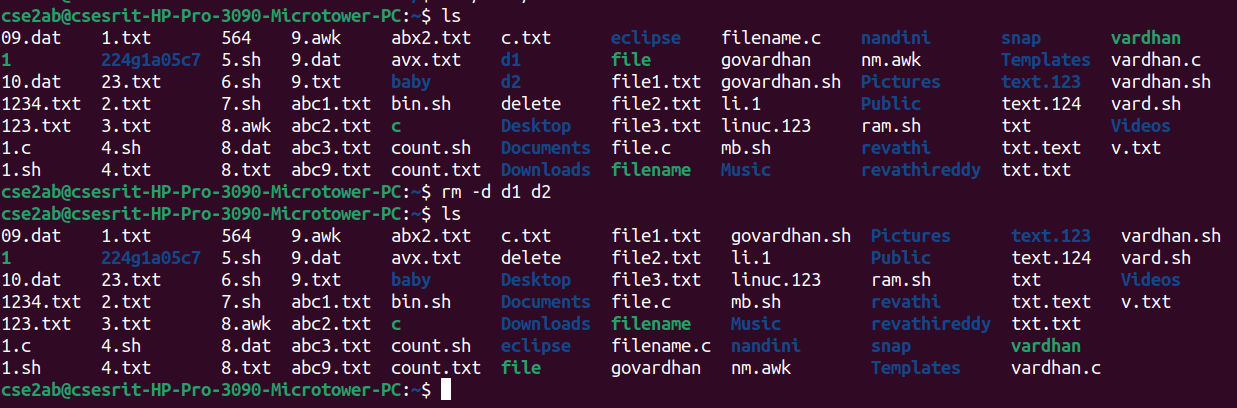 cse2ab@csesrit-HP-Pro-3090-Microtower-PC:~$ ls
09.dat 1.txt 564 9.awk abx2.txt c.txt eclipse filename.c nandini snap vardhan
1 224g1a05c7 5.sh 9.dat avx.txt d1 file govardhan nm.awk Templates vardhan.c
10.dat 23.txt 6.sh 9.txt baby d2 file1.txt govardhan.sh Pictures text.123 vardhan.sh
1234.txt 2.txt 7.sh abc1.txt bin.sh delete file2.txt li.1 Public text.124 vard.sh
123.txt 3.txt 8.awk abc2.txt c Desktop file3.txt linuc.123 ram.sh txt Videos
1.c 4.sh 8.dat abc3.txt count.sh Documents file.c mb.sh revathi txt.text v.txt
1.sh 4.txt 8.txt abc9.txt count.txt Downloads filename Music revathireddy txt.txt
cse2ab@csesrit-HP-Pro-3090-Microtower-PC:~$ rm -d d1 d2
cse2ab@csesrit-HP-Pro-3090-Microtower-PC:~$ ls
09.dat 1.txt 564 9.awk abx2.txt c.txt file1.txt govardhan.sh Pictures text.123 vardhan.sh
1 224g1a05c7 5.sh 9.dat avx.txt delete file2.txt li.1 Public text.124 vard.sh
10.dat 23.txt 6.sh 9.txt baby Desktop file3.txt linuc.123 ram.sh txt Videos
1234.txt 2.txt 7.sh abc1.txt bin.sh Documents file.c mb.sh revathi txt.text v.txt
123.txt 3.txt 8.awk abc2.txt c Downloads filename Music revathireddy txt.txt
1.c 4.sh 8.dat abc3.txt count.sh eclipse filename.c nandini snap vardhan
1.sh 4.txt 8.txt abc9.txt count.txt file govardhan nm.awk Templates vardhan.c
cse2ab@csesrit-HP-Pro-3090-Microtower-PC:~$